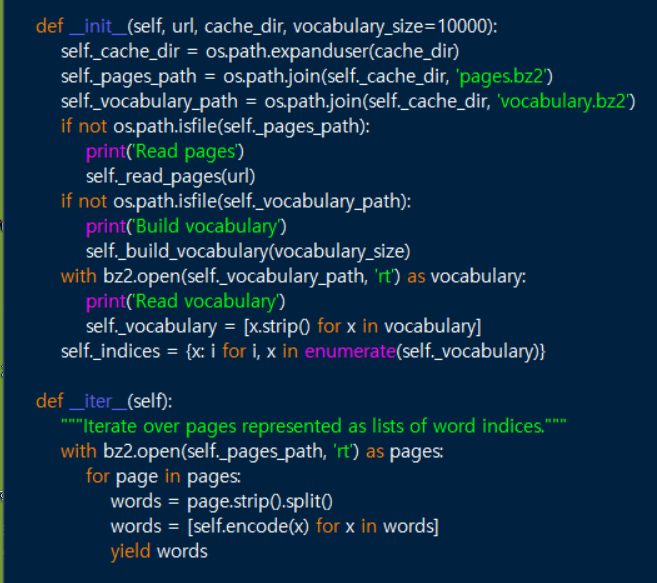 def __init__(self, url, cache_dir, vocabulary_size=10000):
    self._cache_dir = os.path.expanduser(cache_dir)
    self._pages_path = os.path.join(self._cache_dir, 'pages.bz2')
    self._vocabulary_path = os.path.join(self._cache_dir, 'vocabulary.bz2')
    if not os.path.isfile(self._pages_path):
        print('Read pages')
        self._read_pages(url)
    if not os.path.isfile(self._vocabulary_path):
        print('Build vocabulary')
        self._build_vocabulary(vocabulary_size)
    with bz2.open(self._vocabulary_path, 'rt') as vocabulary:
        print('Read vocabulary')
        self._vocabulary = [x.strip() for x in vocabulary]
    self._indices = {x: i for i, x in enumerate(self._vocabulary)}

def __iter__(self):
    """Iterate over pages represented as lists of word indices."""
    with bz2.open(self._pages_path, 'rt') as pages:
        for page in pages:
            words = page.strip().split()
            words = [self.encode(x) for x in words]
            yield words